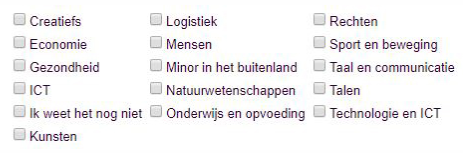 Creatiefs
Economie
Gezondheid
ICT
Ik weet het nog niet
Kunsten
Logistiek
Mensen
Minor in het buitenland
Natuurwetenschappen
Onderwijs en opvoeding
Rechten
Sport en beweging
Taal en communicatie
Talen
Technologie en ICT